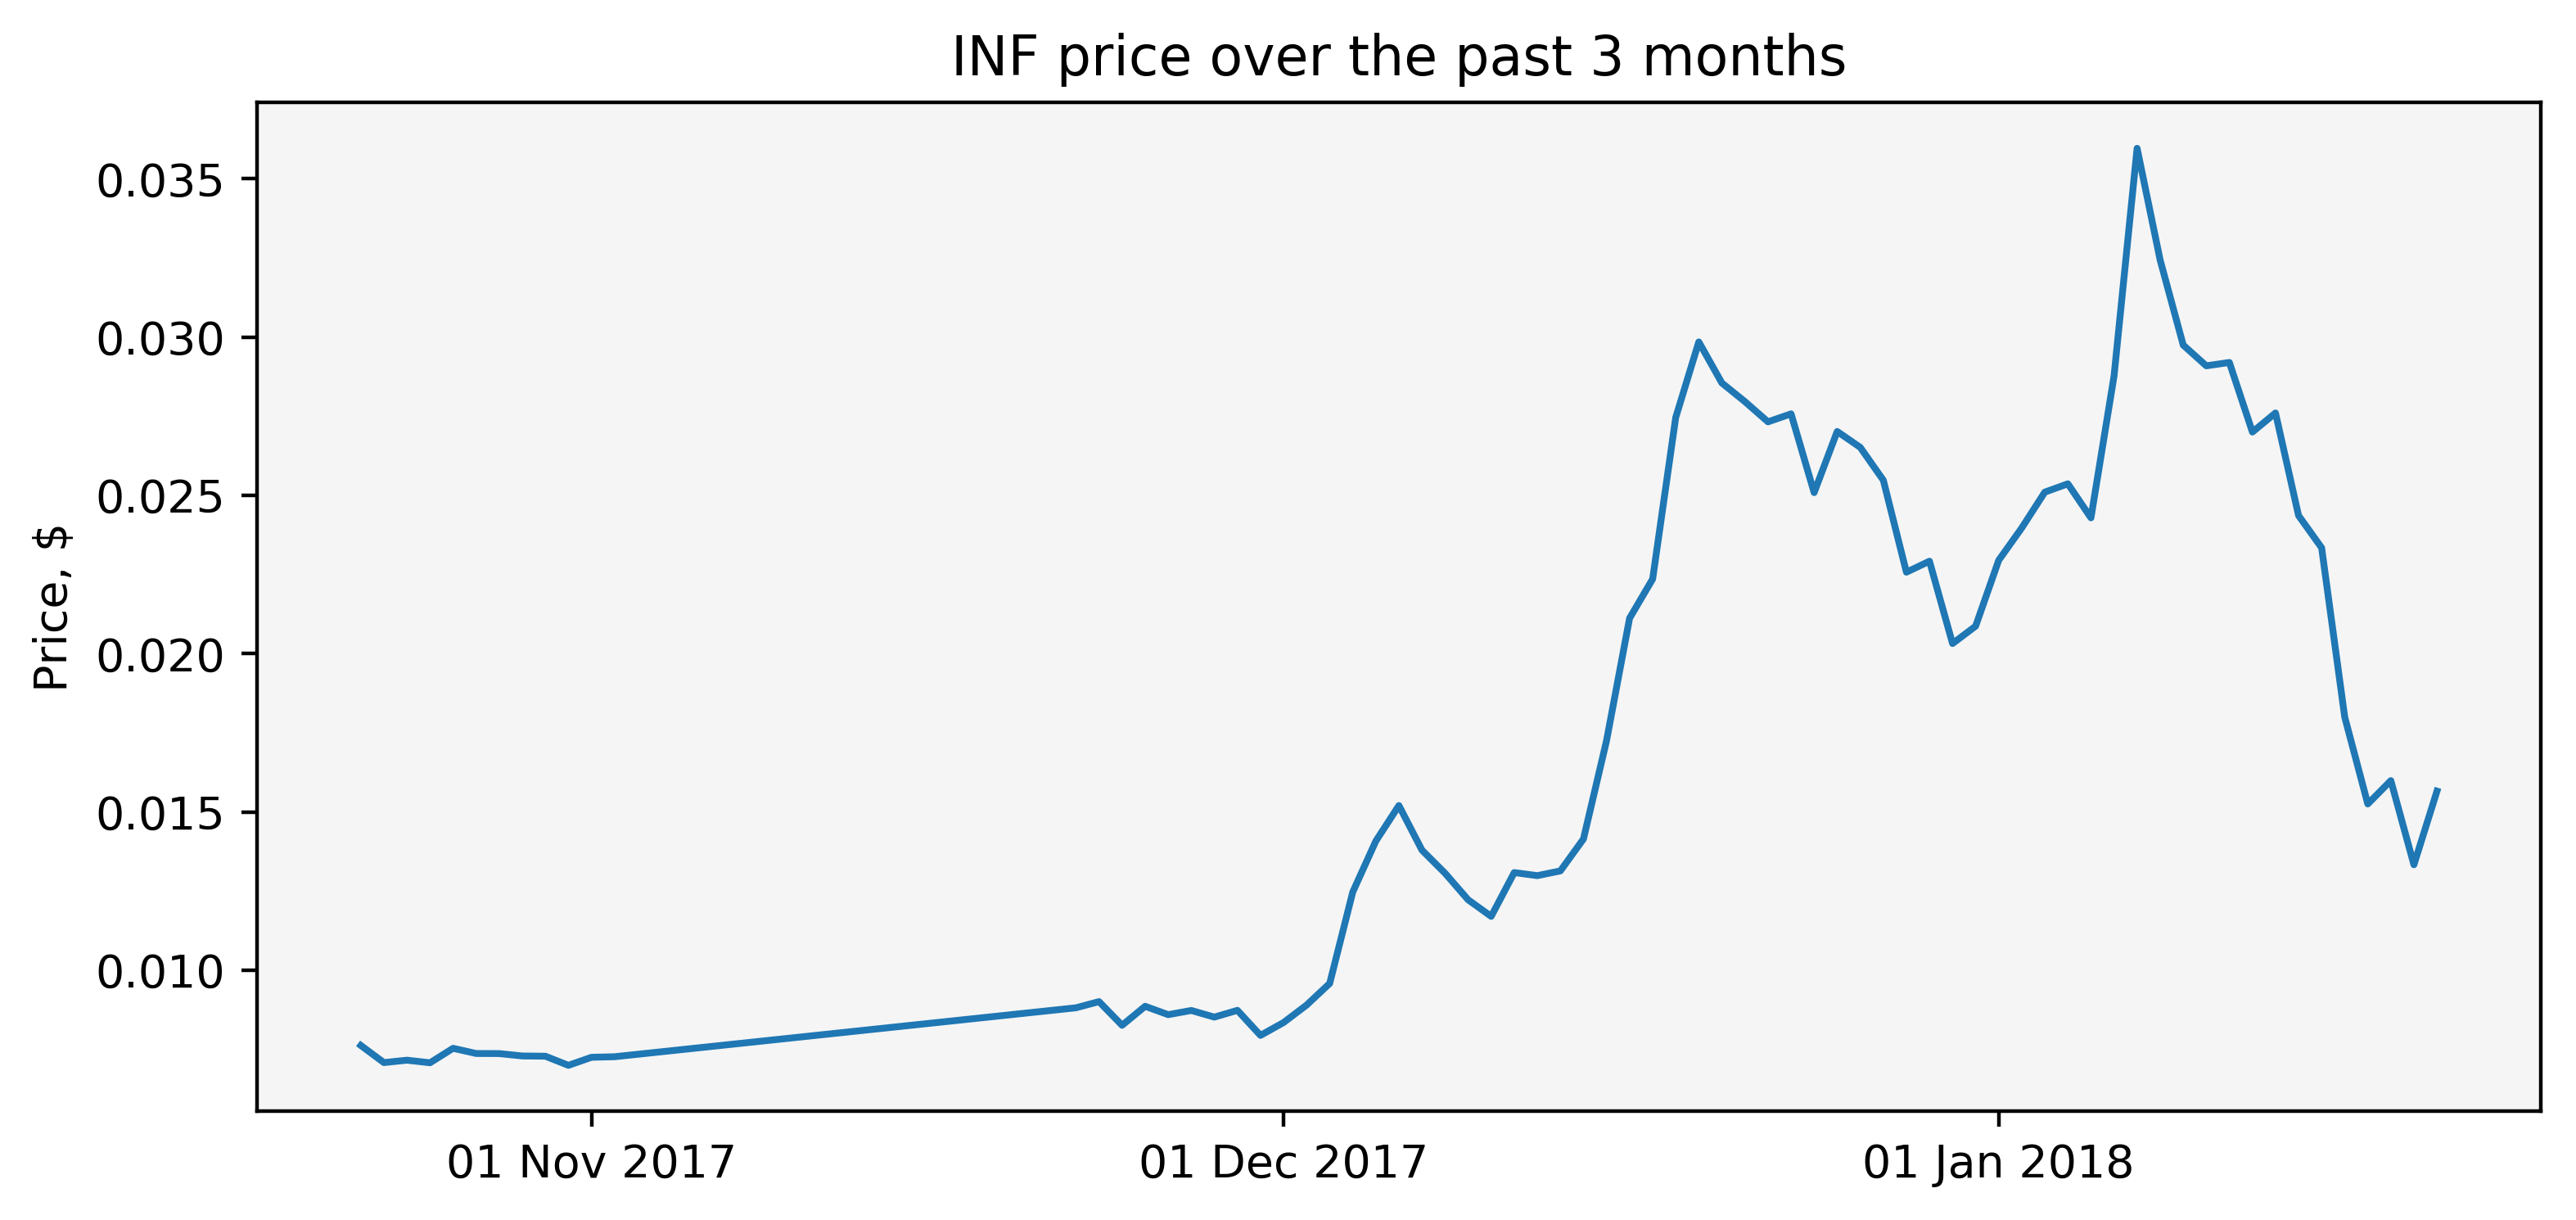 INF price over the past 3 months
Price, $
0.035
0.030
0.025
0.020
0.015
0.010
01 Nov 2017
01 Dec 2017
01 Jan 2018